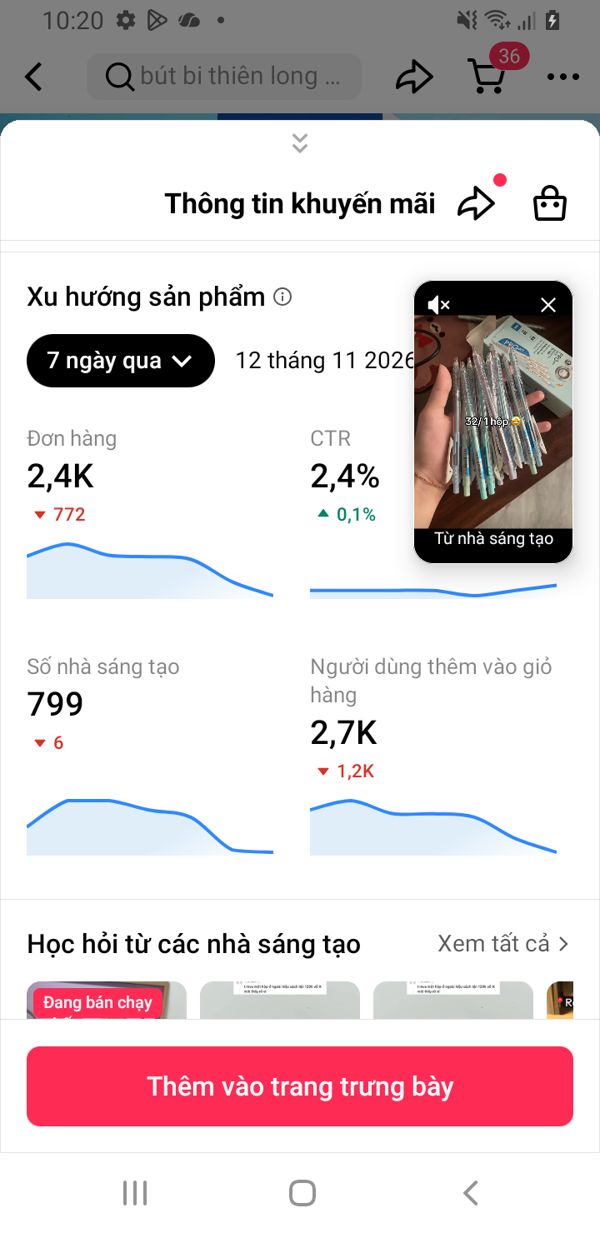 10:20
bút bi thiên long ...
36
Thông tin khuyến mãi
Xu hướng sản phẩm
7 ngày qua
12 tháng 11 2026
32/1 hộp
Từ nhà sáng tạo
Đơn hàng
2,4K
772
CTR
2,4%
0,1%
Số nhà sáng tạo
799
6
Người dùng thêm vào giỏ
hàng
2,7K
1,2K
Học hỏi từ các nhà sáng tạo
Xem tất cả
Đang bán chạy
Thêm vào trang trưng bày